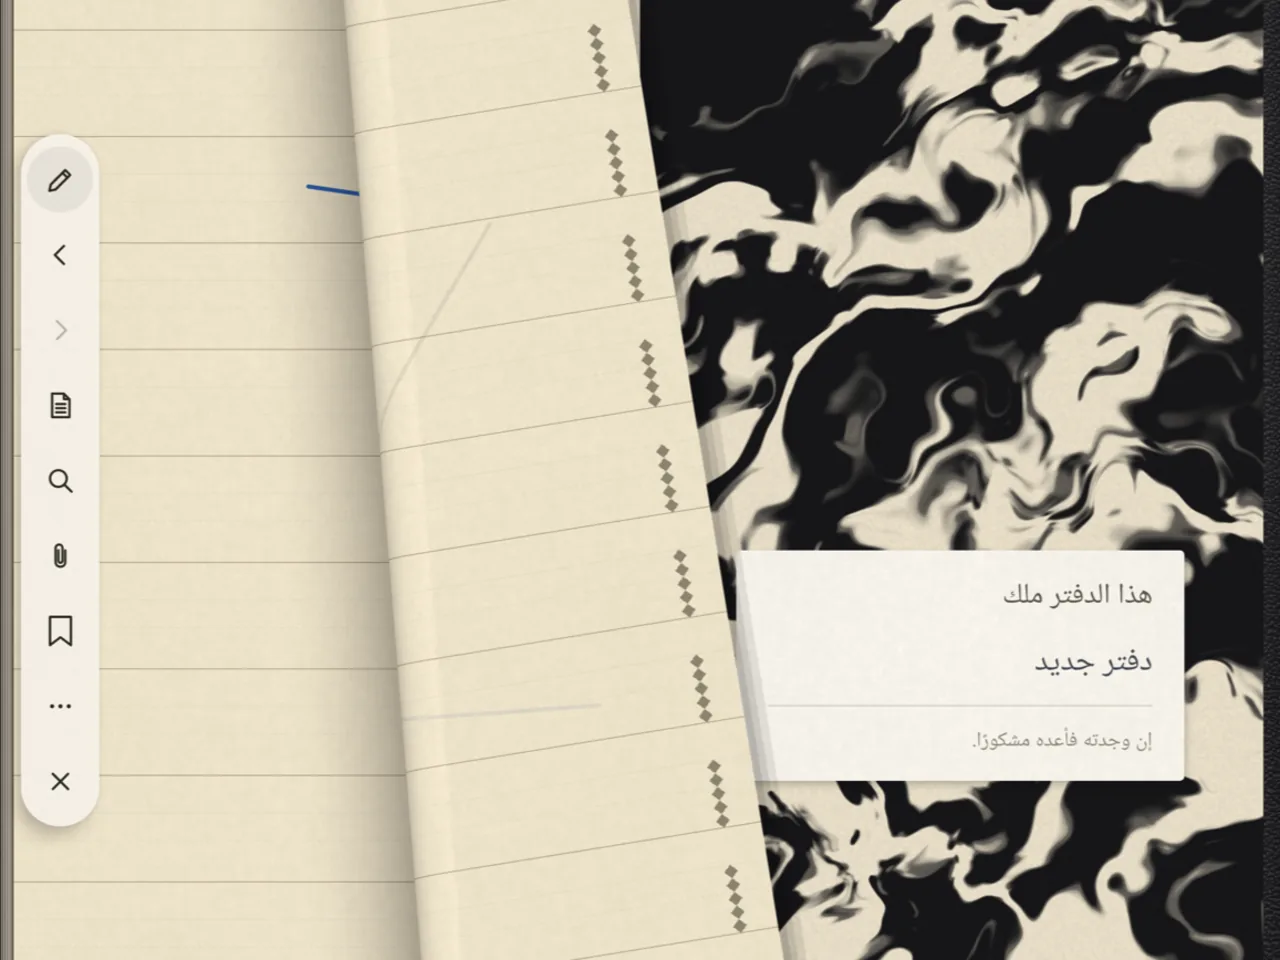 هذا الدفتر ملك
دفتر جديد
إن وجدته فأعده مشكورًا.